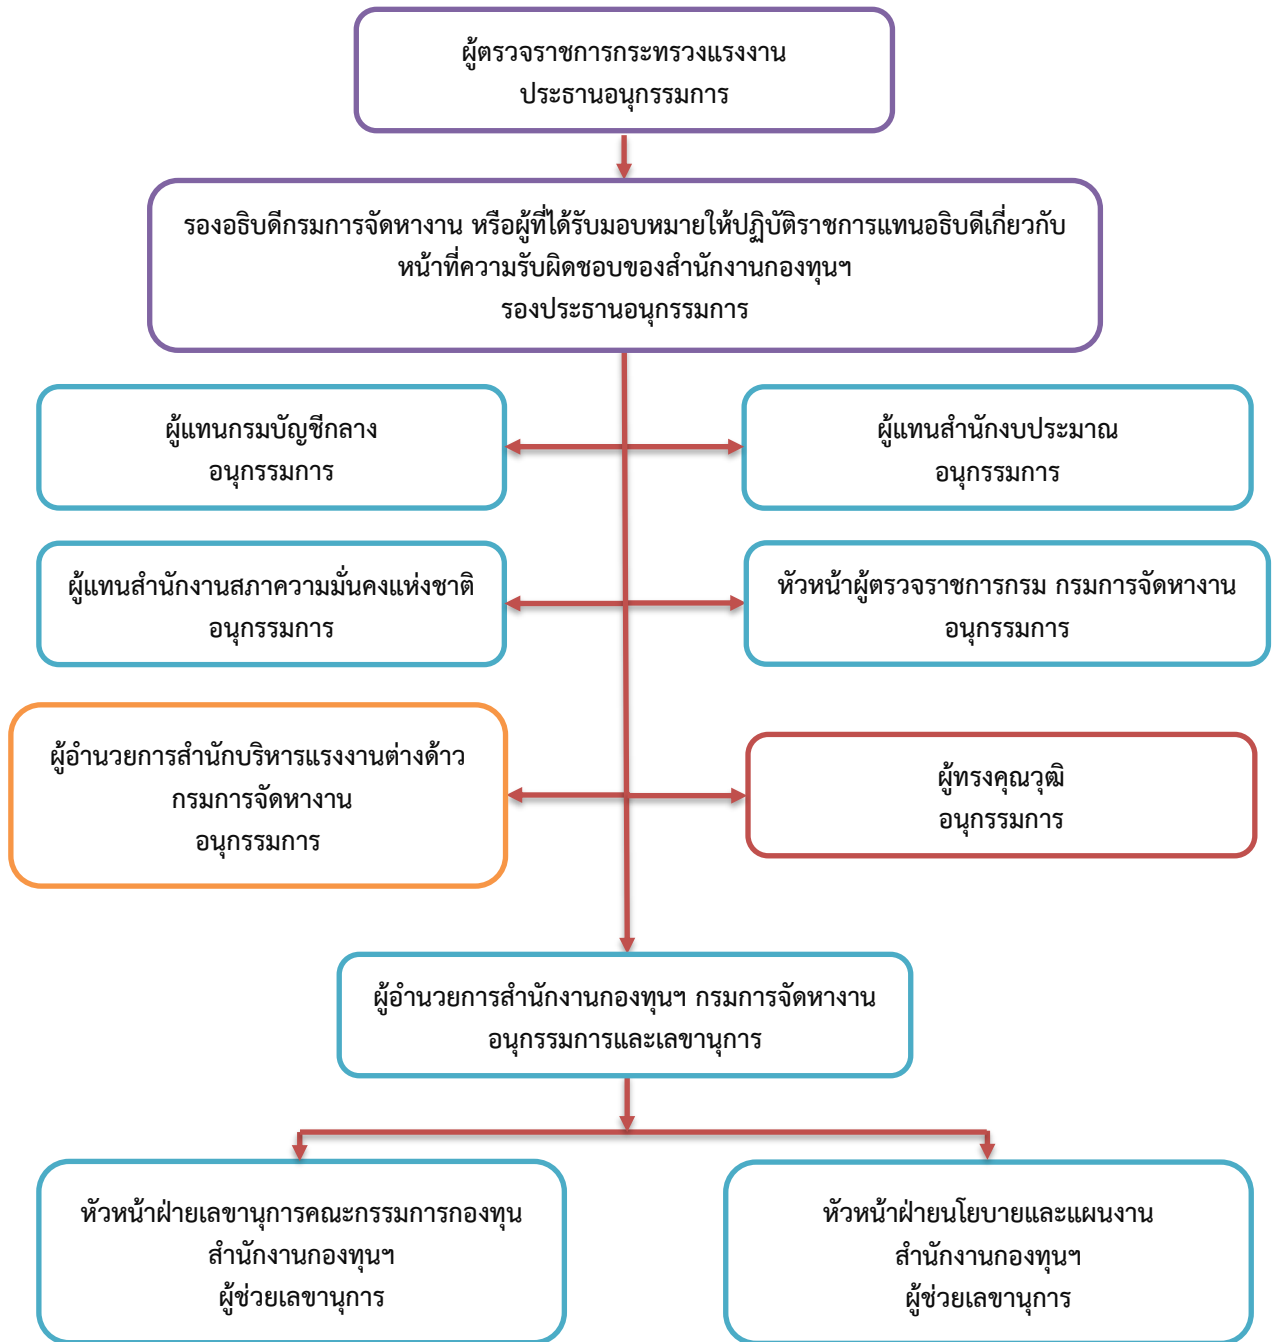 ผู้ตรวจราชการกระทรวงแรงงาน
ประธานอนุกรรมการ
รองอธิบดีกรมการจัดหางาน หรือผู้ที่ได้รับมอบหมายให้ปฏิบัติราชการแทนอธิบดีเกี่ยวกับ
หน้าที่ความรับผิดชอบของสำนักงานกองทุนฯ
รองประธานอนุกรรมการ
ผู้แทนกรมบัญชีกลาง
อนุกรรมการ
ผู้แทนสำนักงบประมาณ
อนุกรรมการ
ผู้แทนสำนักงานสภาความมั่นคงแห่งชาติ
อนุกรรมการ
หัวหน้าผู้ตรวจราชการกรม กรมการจัดหางาน
อนุกรรมการ
ผู้อำนวยการสำนักบริหารแรงงานต่างด้าว
กรมการจัดหางาน
อนุกรรมการ
ผู้ทรงคุณวุฒิ
อนุกรรมการ
ผู้อำนวยการสำนักงานกองทุนฯ กรมการจัดหางาน
อนุกรรมการและเลขานุการ
หัวหน้าฝ่ายเลขานุการคณะกรรมการกองทุน
สำนักงานกองทุนฯ
ผู้ช่วยเลขานุการ
หัวหน้าฝ่ายนโยบายและแผนงาน
สำนักงานกองทุนฯ
ผู้ช่วยเลขานุการ